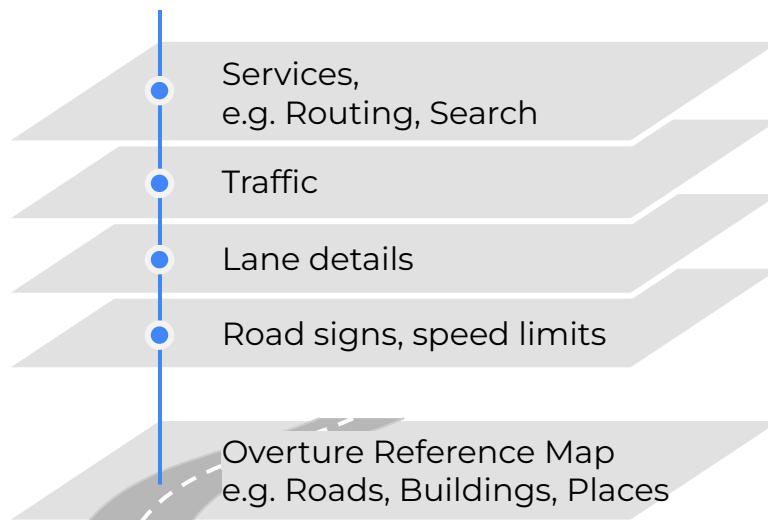 Services,
e.g. Routing, Search
Traffic
Lane details
Road signs, speed limits
Overture Reference Map
e.g. Roads, Buildings, Places